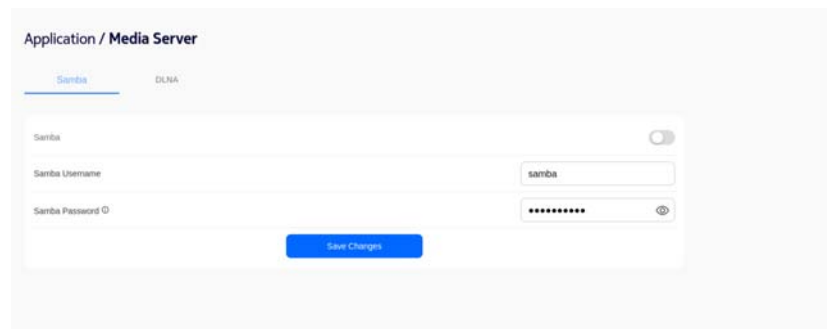 Application / Media Server
Samba DLNA
Samba
Samba Username samba
Samba Password ••••••••••
Save Changes